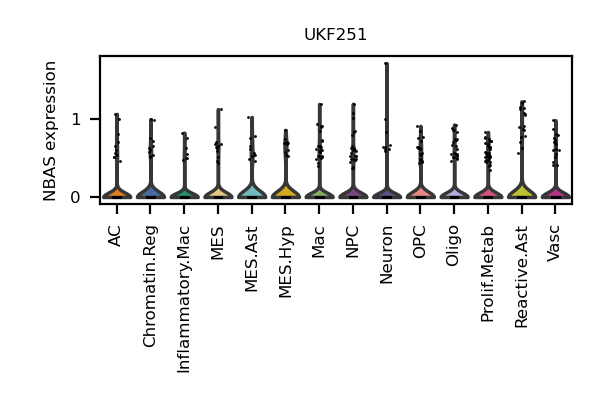 UKF251
NBAS expression
1
0
AC
Chromatin.Reg
Inflammatory.Mac
MES
MES.Ast
MES.Hyp
Mac
NPC
Neuron
OPC
Oligo
Prolif.Metab
Reactive.Ast
Vasc